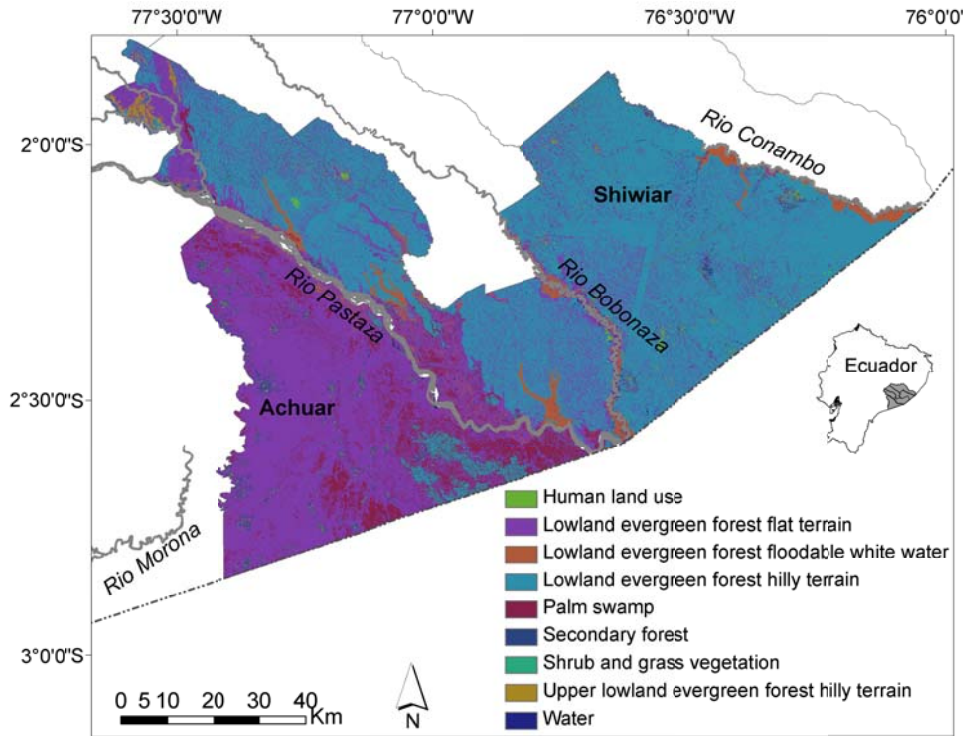 77°30'0"W 77°0'0"W 76°30'0"W 76°0'0"W
2°0'0"S
2°30'0"S
3°0'0"S
Rio Conambo
Shiwiar
Rio Bobonaza
Rio Pastaza
Achuar
Rio Morona
Ecuador
Human land use
Lowland evergreen forest flat terrain
Lowland evergreen forest floodable white water
Lowland evergreen forest hilly terrain
Palm swamp
Secondary forest
Shrub and grass vegetation
Upper lowland evergreen forest hilly terrain
Water
0 5 10 20 30 40
Km
N